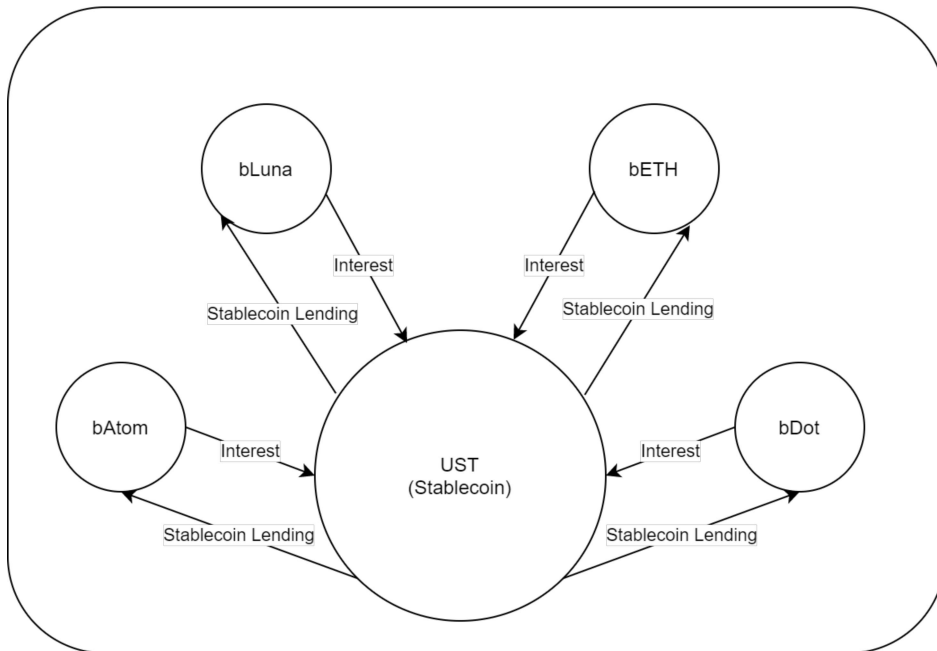 bLuna
bETH
Interest
Interest
Stablecoin Lending
Stablecoin Lending
bAtom
bDot
Interest
Interest
UST
(Stablecoin)
Stablecoin Lending
Stablecoin Lending